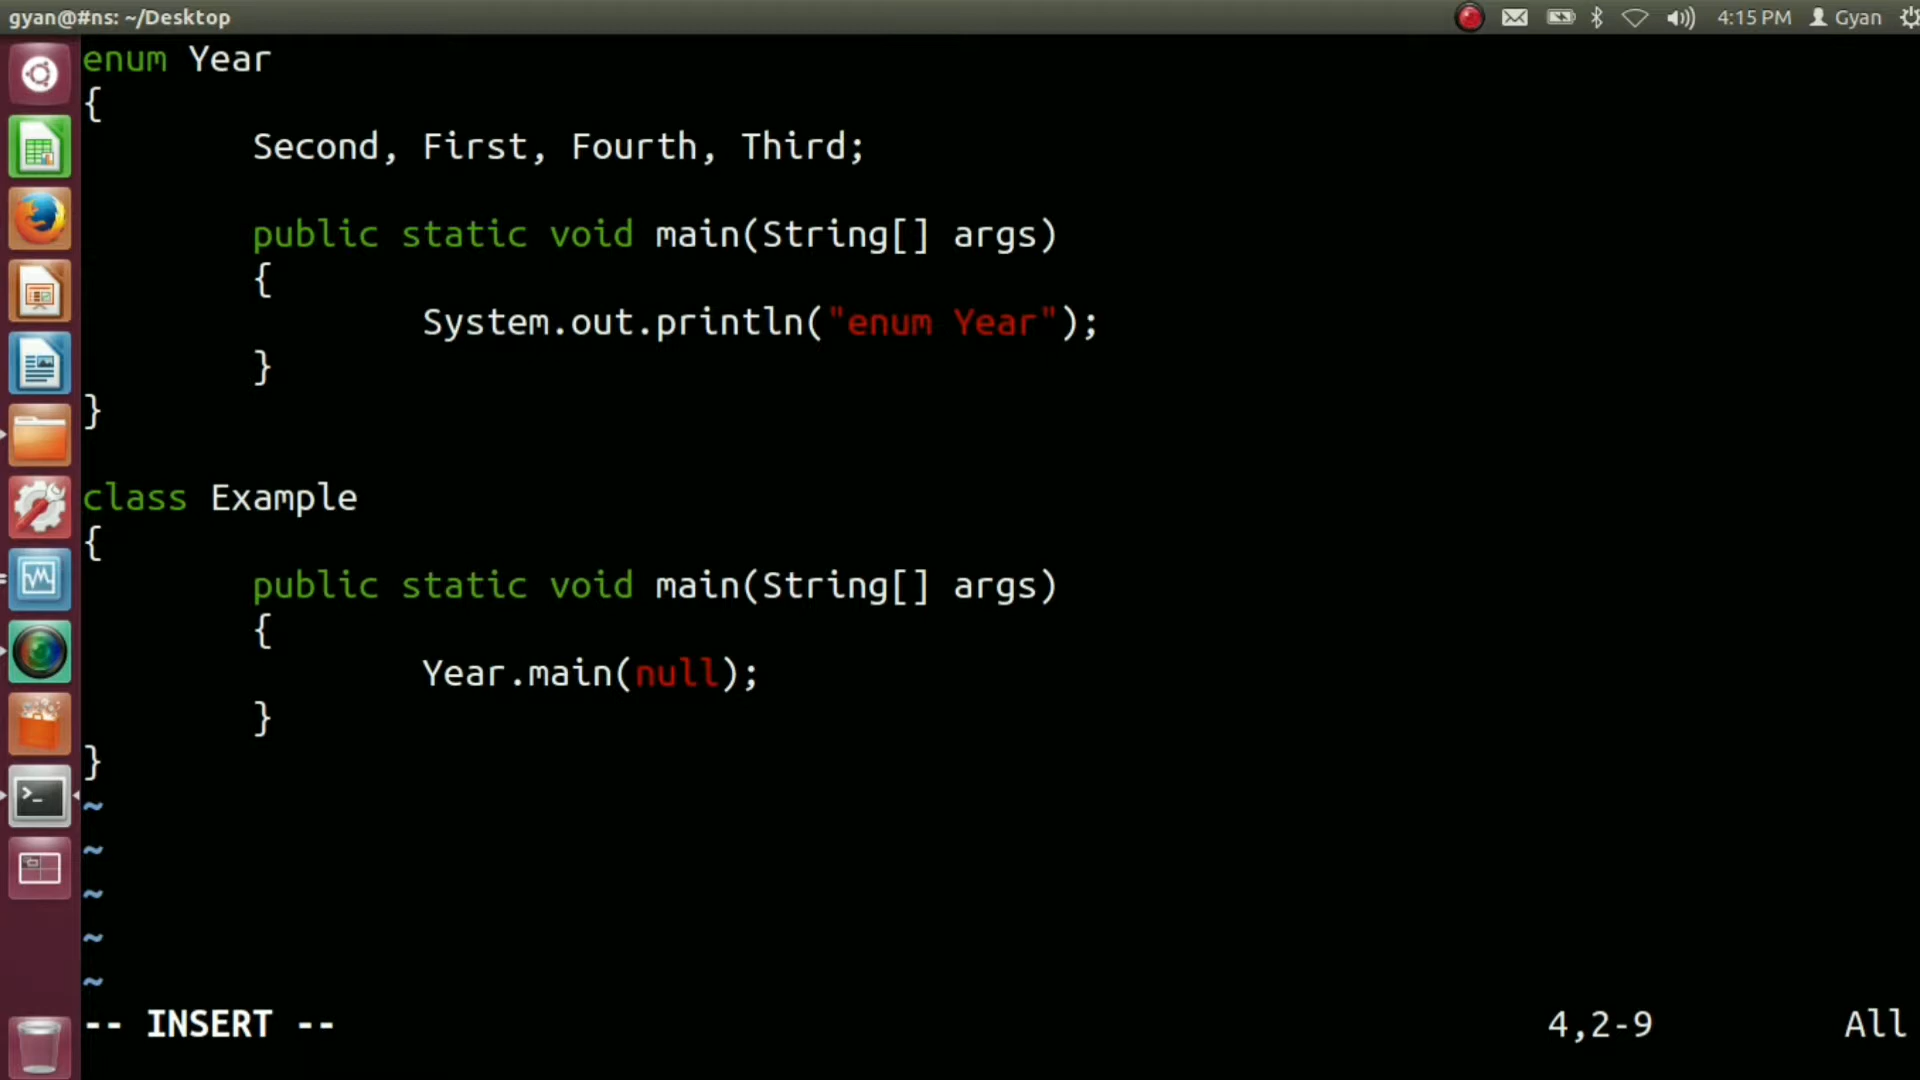 gyan@#ns: ~/Desktop 4:15 PM Gyan
enum Year
{
Second, First, Fourth, Third;
public static void main(String[] args)
{
System.out.println("enum Year");
}
}
class Example
{
public static void main(String[] args)
{
Year.main(null);
}
}
~
~
~
~
~
-- INSERT -- 4,2-9 All